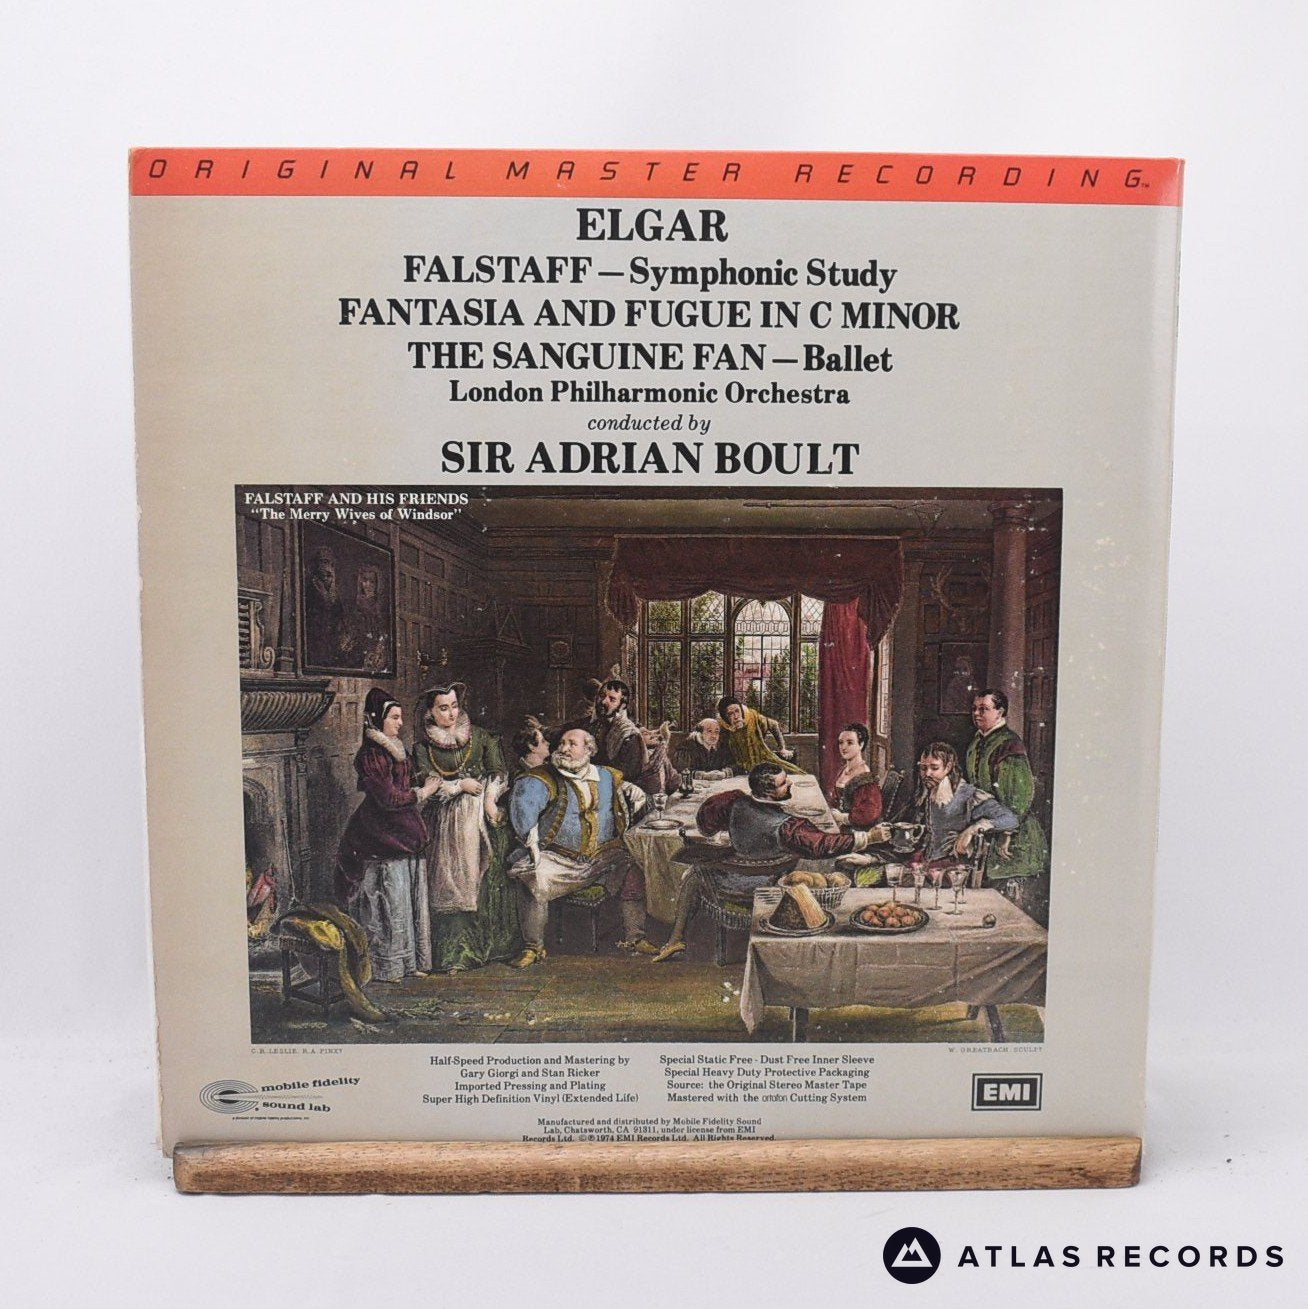 ORIGINAL MASTER RECORDING™
ELGAR
FALSTAFF—Symphonic Study
FANTASIA AND FUGUE IN C MINOR
THE SANGUINE FAN—Ballet
London Philharmonic Orchestra
conducted by
SIR ADRIAN BOULT
FALSTAFF AND HIS FRIENDS
"The Merry Wives of Windsor"
C.R. LESLIE. R.A. PINXT
W. GREATBACH. SCULPT
Half-Speed Production and Mastering by
Gary Giorgi and Stan Ricker
Imported Pressing and Plating
Super High Definition Vinyl (Extended Life)
Special Static Free - Dust Free Inner Sleeve
Special Heavy Duty Protective Packaging
Source: the Original Stereo Master Tape
Mastered with the ortofon Cutting System
mobile fidelity
sound lab
EMI
Manufactured and distributed by Mobile Fidelity Sound
Lab, Chatsworth, CA 91311, under license from EMI
Records Ltd. ©℗1974 EMI Records Ltd. All Rights Reserved.
ATLAS RECORDS